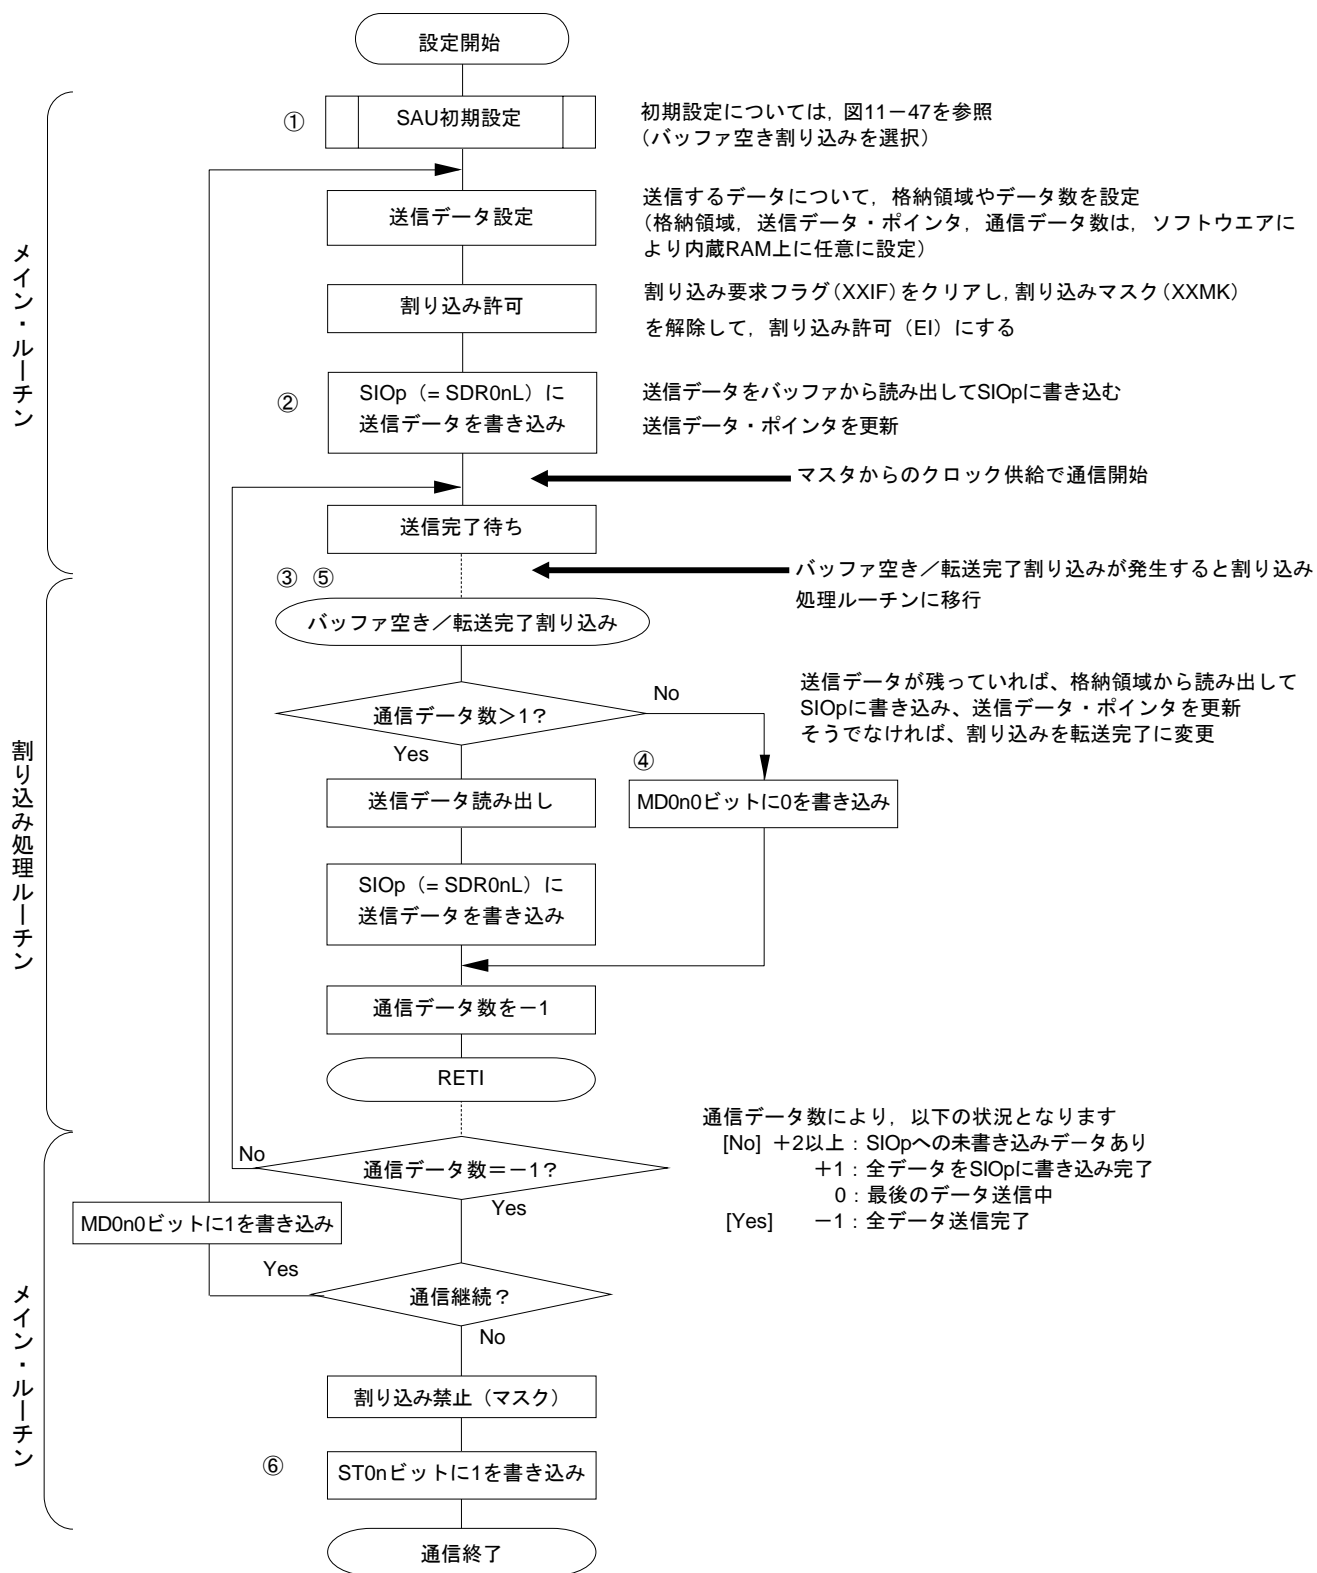 設定開始
メイン・ルーチン
①
SAU初期設定
初期設定については,図11-47を参照
(バッファ空き割り込みを選択)
送信データ設定
送信するデータについて,格納領域やデータ数を設定
(格納領域,送信データ・ポインタ,通信データ数は,ソフトウエアに
より内蔵RAM上に任意に設定)
割り込み許可
割り込み要求フラグ(XXIF)をクリアし,割り込みマスク(XXMK)
を解除して,割り込み許可(EI)にする
②
SIOp(= SDR0nL)に
送信データを書き込み
送信データをバッファから読み出してSIOpに書き込む
送信データ・ポインタを更新
マスタからのクロック供給で通信開始
送信完了待ち
割り込み処理ルーチン
③ ⑤
バッファ空き/転送完了割り込みが発生すると割り込み
処理ルーチンに移行
バッファ空き/転送完了割り込み
通信データ数>1?
No
Yes
送信データが残っていれば、格納領域から読み出して
SIOpに書き込み、送信データ・ポインタを更新
そうでなければ、割り込みを転送完了に変更
④
送信データ読み出し
MD0n0ビットに0を書き込み
SIOp(= SDR0nL)に
送信データを書き込み
通信データ数を-1
RETI
メイン・ルーチン
通信データ数により,以下の状況となります
[No] +2以上:SIOpへの未書き込みデータあり
+1:全データをSIOpに書き込み完了
0:最後のデータ送信中
[Yes] -1:全データ送信完了
No
通信データ数=-1?
Yes
MD0n0ビットに1を書き込み
Yes
通信継続?
No
割り込み禁止(マスク)
⑥
ST0nビットに1を書き込み
通信終了